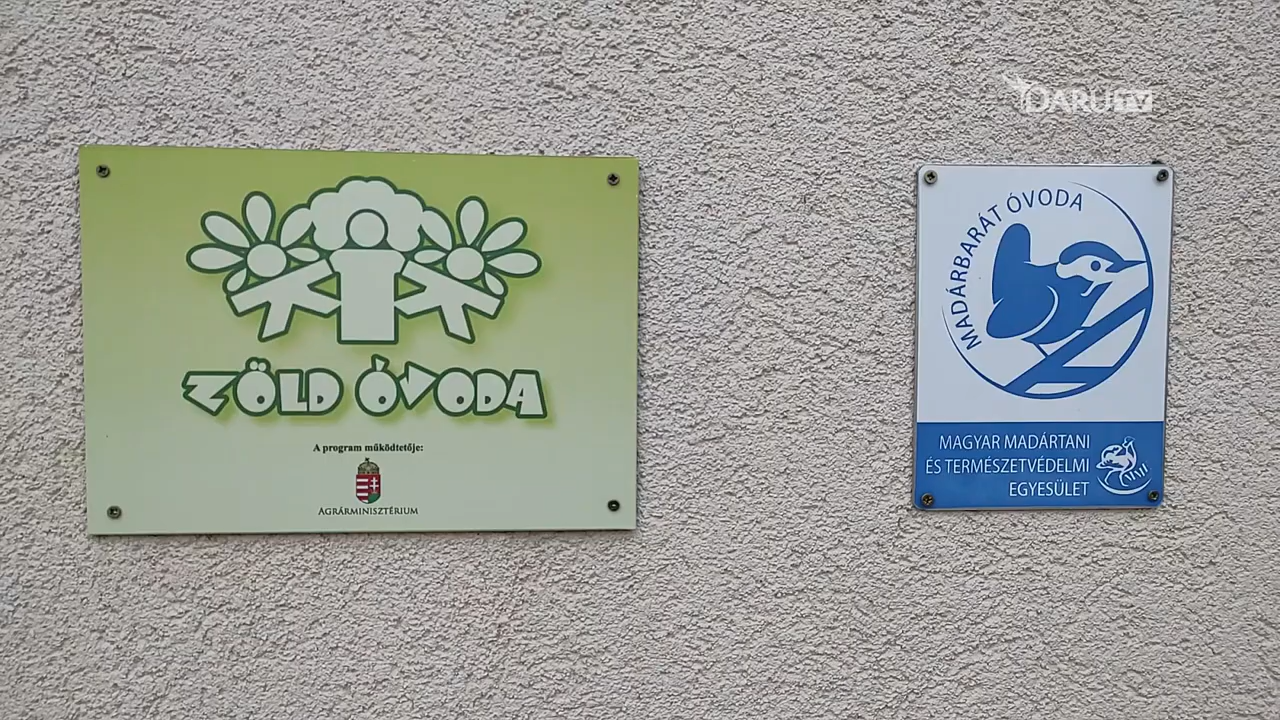 DARU TV
ZÖLD ÓVODA
A program működtetője:
AGRÁRMINISZTÉRIUM
MADÁRBARÁT ÓVODA
MAGYAR MADÁRTANI
ÉS TERMÉSZETVÉDELMI
EGYESÜLET